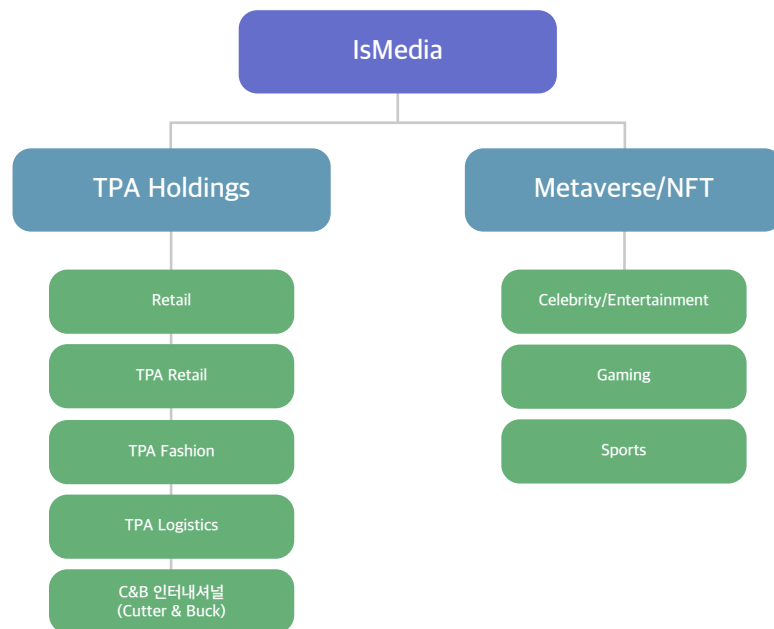 IsMedia
TPA Holdings
Metaverse/NFT
Retail
TPA Retail
TPA Fashion
TPA Logistics
C&B 인터내셔널
(Cutter & Buck)
Celebrity/Entertainment
Gaming
Sports